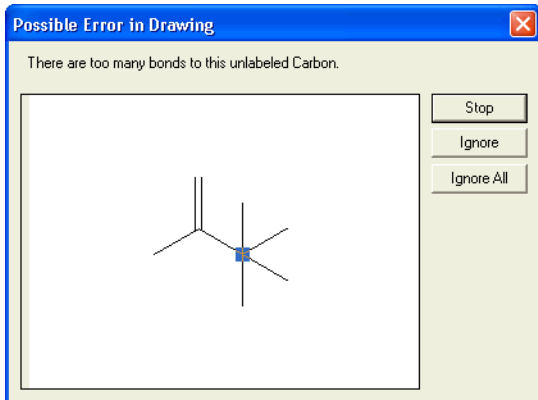 Possible Error in Drawing
There are too many bonds to this unlabeled Carbon.
Stop
Ignore
Ignore All